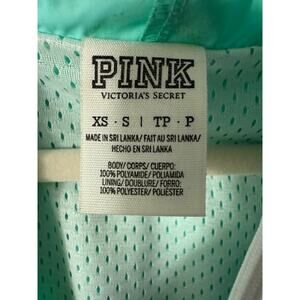 PINK
VICTORIA'S SECRET
XS · S | TP · P
MADE IN SRI LANKA/ FAIT AU SRI LANKA/
HECHO EN SRI LANKA
BODY/ CORPS/ CUERPO:
100% POLYAMIDE/ POLIAMIDA
LINING/ DOUBLURE/ FORRO:
100% POLYESTER/ POLIÉSTER